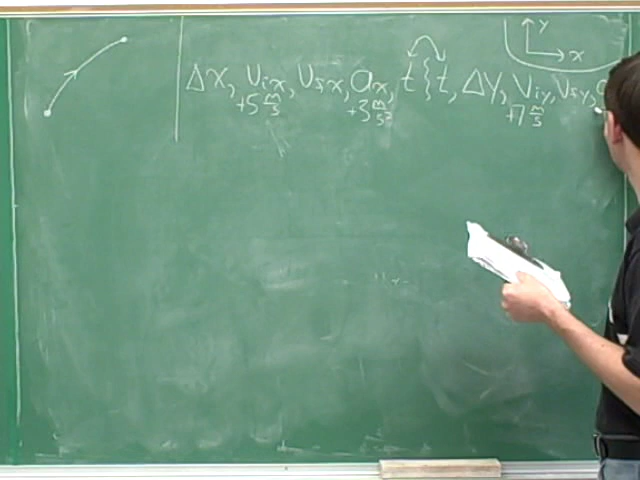 y
x
Δx, Vix, Vfx, ax, t } t, Δy, Viy, Vfy, a
+5 m/s +3 m/s² +7 m/s